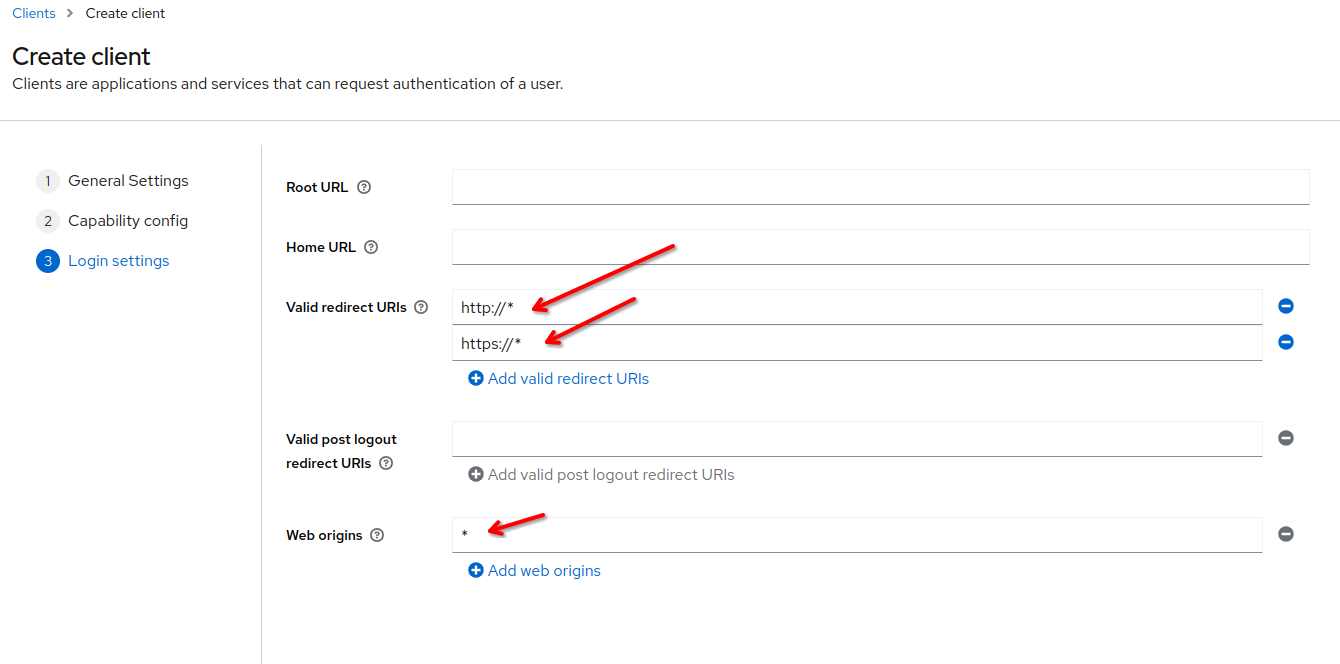 Clients > Create client
Create client
Clients are applications and services that can request authentication of a user.
1 General Settings
2 Capability config
3 Login settings
Root URL ?
Home URL ?
Valid redirect URIs ? http://*
https://*
Add valid redirect URIs
Valid post logout
redirect URIs ?
Add valid post logout redirect URIs
Web origins ? *
Add web origins